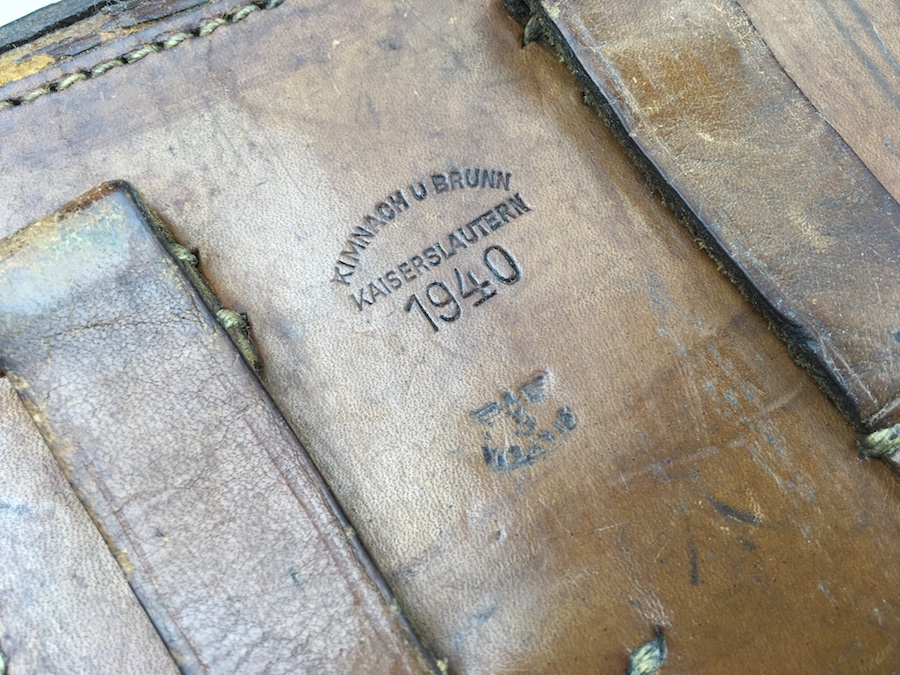 KIMNACH U BRUNN
KAISERSLAUTERN
1940